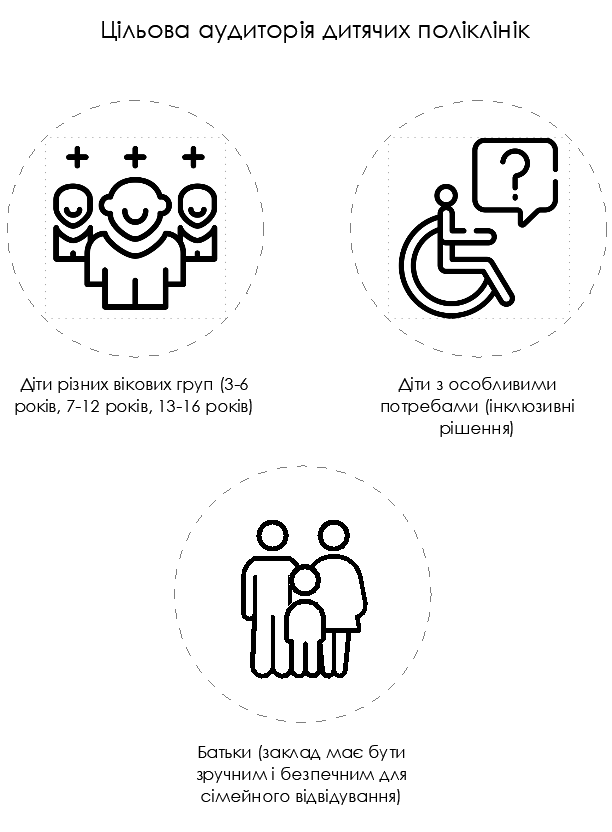 Цільова аудиторія дитячих поліклінік
Діти різних вікових груп (3-6
років, 7-12 років, 13-16 років)
Діти з особливими
потребами (інклюзивні
рішення)
Батьки (заклад має бути
зручним і безпечним для
сімейного відвідування)